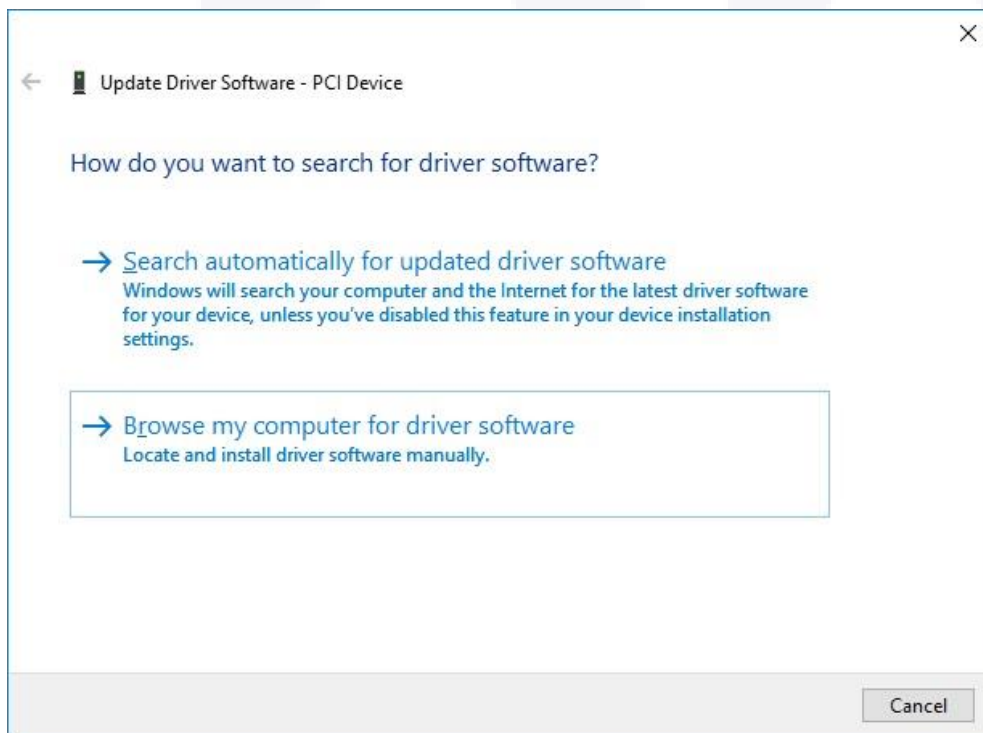 Update Driver Software - PCI Device
How do you want to search for driver software?
Search automatically for updated driver software
Windows will search your computer and the Internet for the latest driver software
for your device, unless you've disabled this feature in your device installation
settings.
Browse my computer for driver software
Locate and install driver software manually.
Cancel